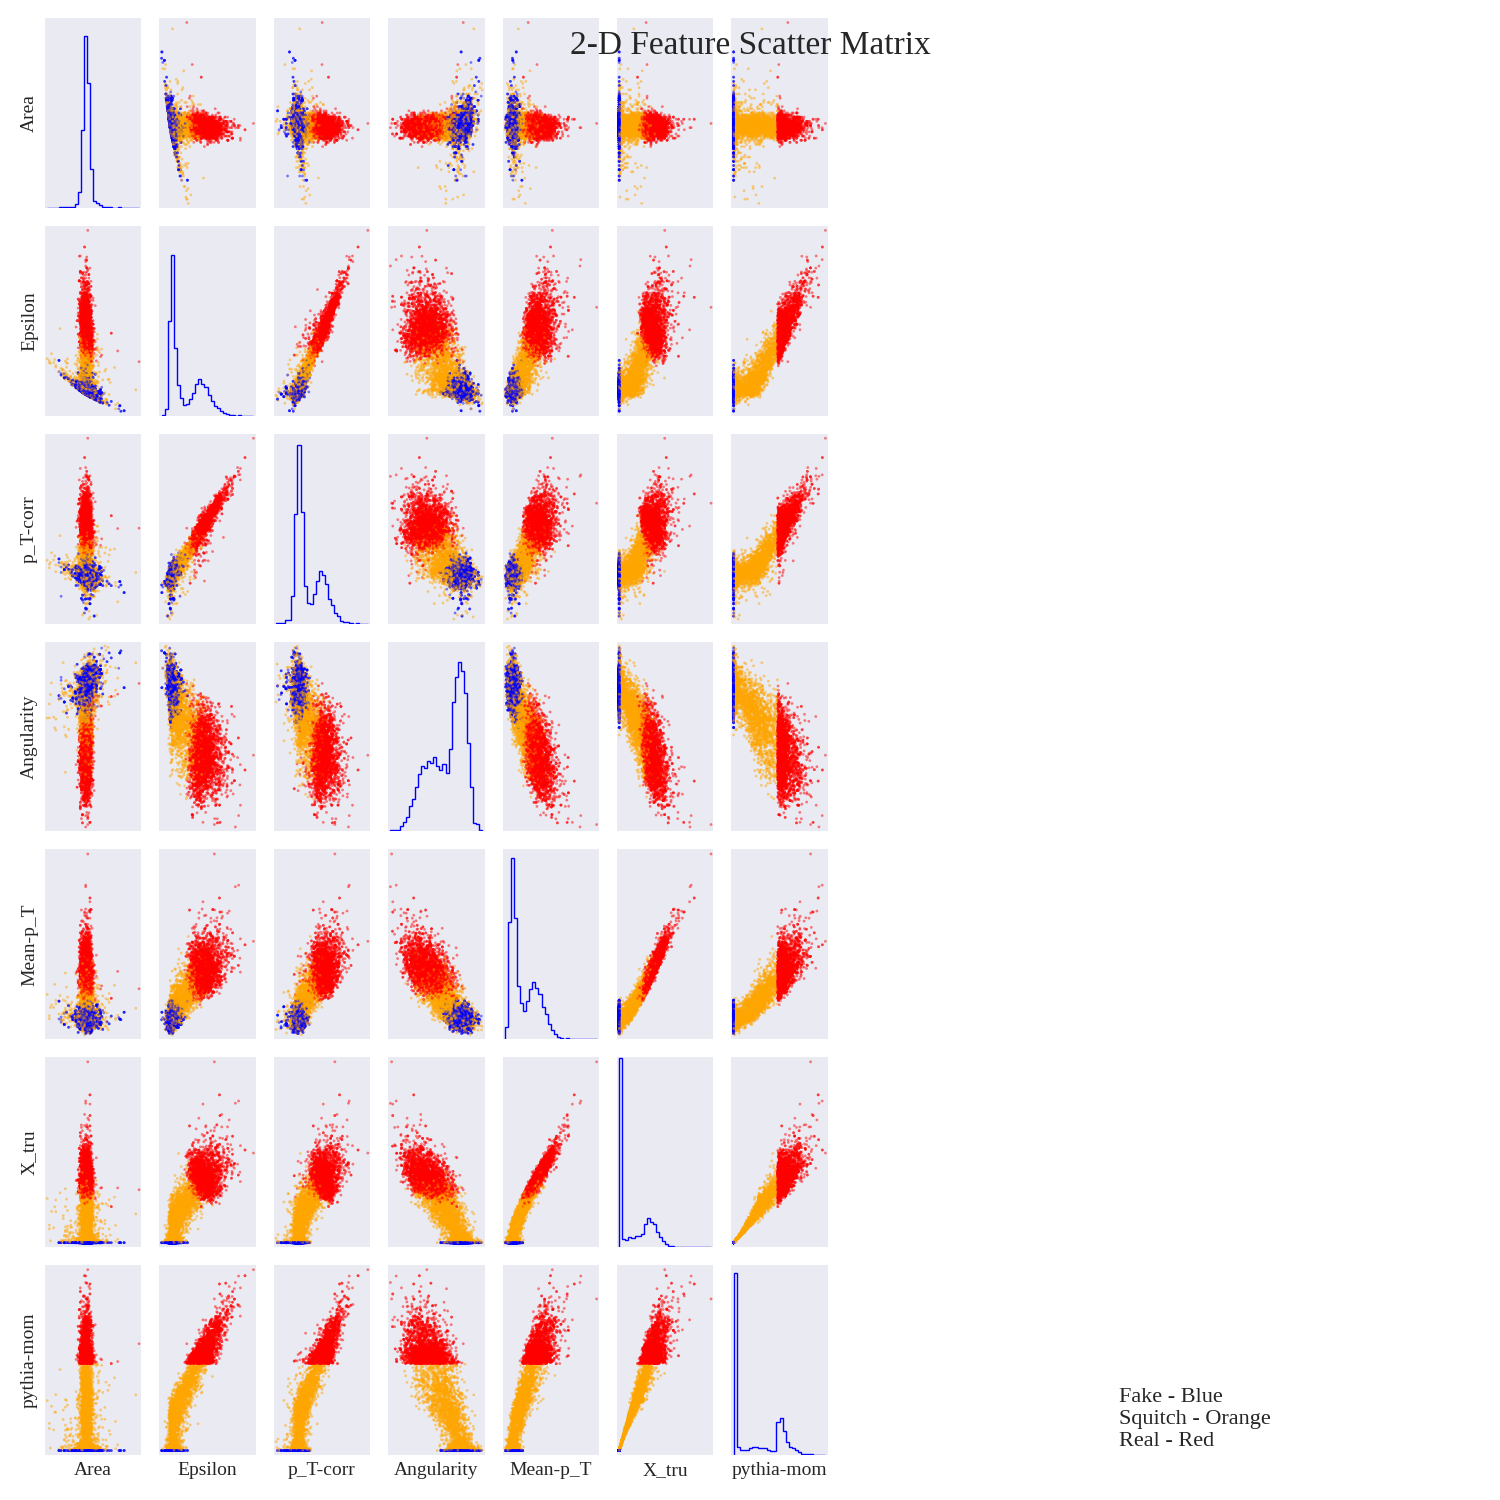 2-D Feature Scatter Matrix
Area
Epsilon
p_T-corr
Angularity
Mean-p_T
X_tru
pythia-mom
Area
Epsilon
p_T-corr
Angularity
Mean-p_T
X_tru
pythia-mom
Fake - Blue
Squitch - Orange
Real - Red